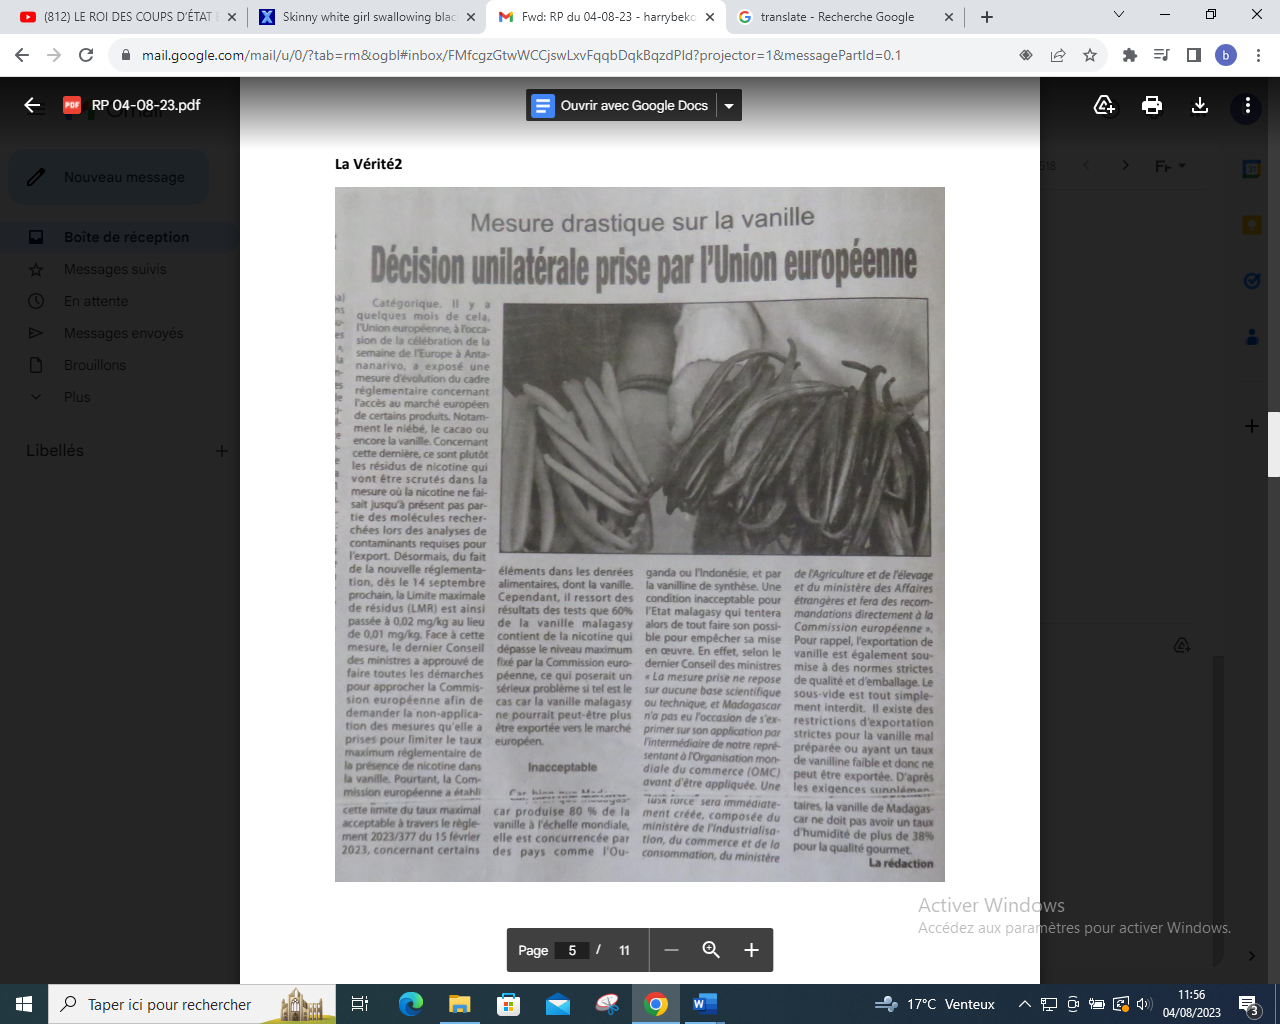 (812) LE ROI DES COUPS D'ÉTAT
Skinny white girl swallowing blac
Fwd: RP du 04-08-23 - harrybeko
translate - Recherche Google
mail.google.com/mail/u/0/?tab=rm&ogbl#inbox/FMfcgzGtwWCCjswLxvFqqbDqkBqzdPId?projector=1&messagePartId=0.1
b
PDF
RP 04-08-23.pdf
Ouvrir avec Google Docs
Gmail
Nouveau message
Boîte de réception
Messages suivis
En attente
Messages envoyés
Brouillons
Plus
Libellés
La Vérité2
Mesure drastique sur la vanille
Décision unilatérale prise par l'Union européenne
Catégorique. Il y a
quelques mois de cela,
l'Union européenne, à l'occa-
sion de la célébration de la
semaine de l'Europe à Anta-
nanarivo, a exposé une
mesure d'évolution du cadre
réglementaire concernant
l'accès au marché européen
de certains produits. Notam-
ment le niébé, le cacao ou
encore la vanille. Concernant
cette dernière, ce sont plutôt
les résidus de nicotine qui
vont être scrutés dans la
mesure où la nicotine ne fai-
sait jusqu'à présent pas par-
tie des molécules recher-
chées lors des analyses de
contaminants requises pour
l'export. Désormais, du fait
de la nouvelle réglementa-
tion, dès le 14 septembre
prochain, la Limite maximale
de résidus (LMR) est ainsi
passée à 0,02 mg/kg au lieu
de 0,01 mg/kg. Face à cette
mesure, le dernier Conseil
des ministres a approuvé de
faire toutes les démarches
pour approcher la Commis-
sion européenne afin de
demander la non-applica-
tion des mesures qu'elle a
prises pour limiter le taux
maximum réglementaire de
la présence de nicotine dans
la vanille. Pourtant, la Com-
mission européenne a établi
cette limite du taux maximal
acceptable à travers le règle-
ment 2023/377 du 15 février
2023, concernant certains
éléments dans les denrées
alimentaires, dont la vanille.
Cependant, il ressort des
résultats des tests que 60%
de la vanille malagasy
contient de la nicotine qui
dépasse le niveau maximum
fixé par la Commission euro-
péenne, ce qui poserait un
sérieux problème si tel est le
cas car la vanille malagasy
ne pourrait peut-être plus
être exportée vers le marché
européen.
Inacceptable
Car, bien que Madagas-
car produise 80 % de la
vanille à l'échelle mondiale,
elle est concurrencée par
des pays comme l'Ou-
ganda ou l'Indonésie, et par
la vanilline de synthèse. Une
condition inacceptable pour
l'Etat malagasy qui tentera
alors de tout faire son possi-
ble pour empêcher sa mise
en œuvre. En effet, selon le
dernier Conseil des ministres
« La mesure prise ne repose
sur aucune base scientifique
ou technique, et Madagascar
n'a pas eu l'occasion de s'ex-
primer sur son application par
l'intermédiaire de notre repré-
sentant à l'Organisation mon-
diale du commerce (OMC)
avant d'être appliquée. Une
'Task force' sera immédiate-
ment créée, composée du
ministère de l'Industrialisa-
tion, du commerce et de la
consommation, du ministère
de l'Agriculture et de l'élevage
et du ministère des Affaires
étrangères et fera des recom-
mandations directement à la
Commission européenne ».
Pour rappel, l'exportation de
vanille est également sou-
mise à des normes strictes
de qualité et d'emballage. Le
sous-vide est tout simple-
ment interdit. Il existe des
restrictions d'exportation
strictes pour la vanille mal
préparée ou ayant un taux
de vanilline faible et donc ne
peut être exportée. D'après
les exigences supplémen-
taires, la vanille de Madagas-
car ne doit pas avoir un taux
d'humidité de plus de 38%
pour la qualité gourmet.
La rédaction
Page 5 / 11
Activer Windows
Accédez aux paramètres pour activer Windows.
Taper ici pour rechercher
17°C Venteux
11:56
04/08/2023
3